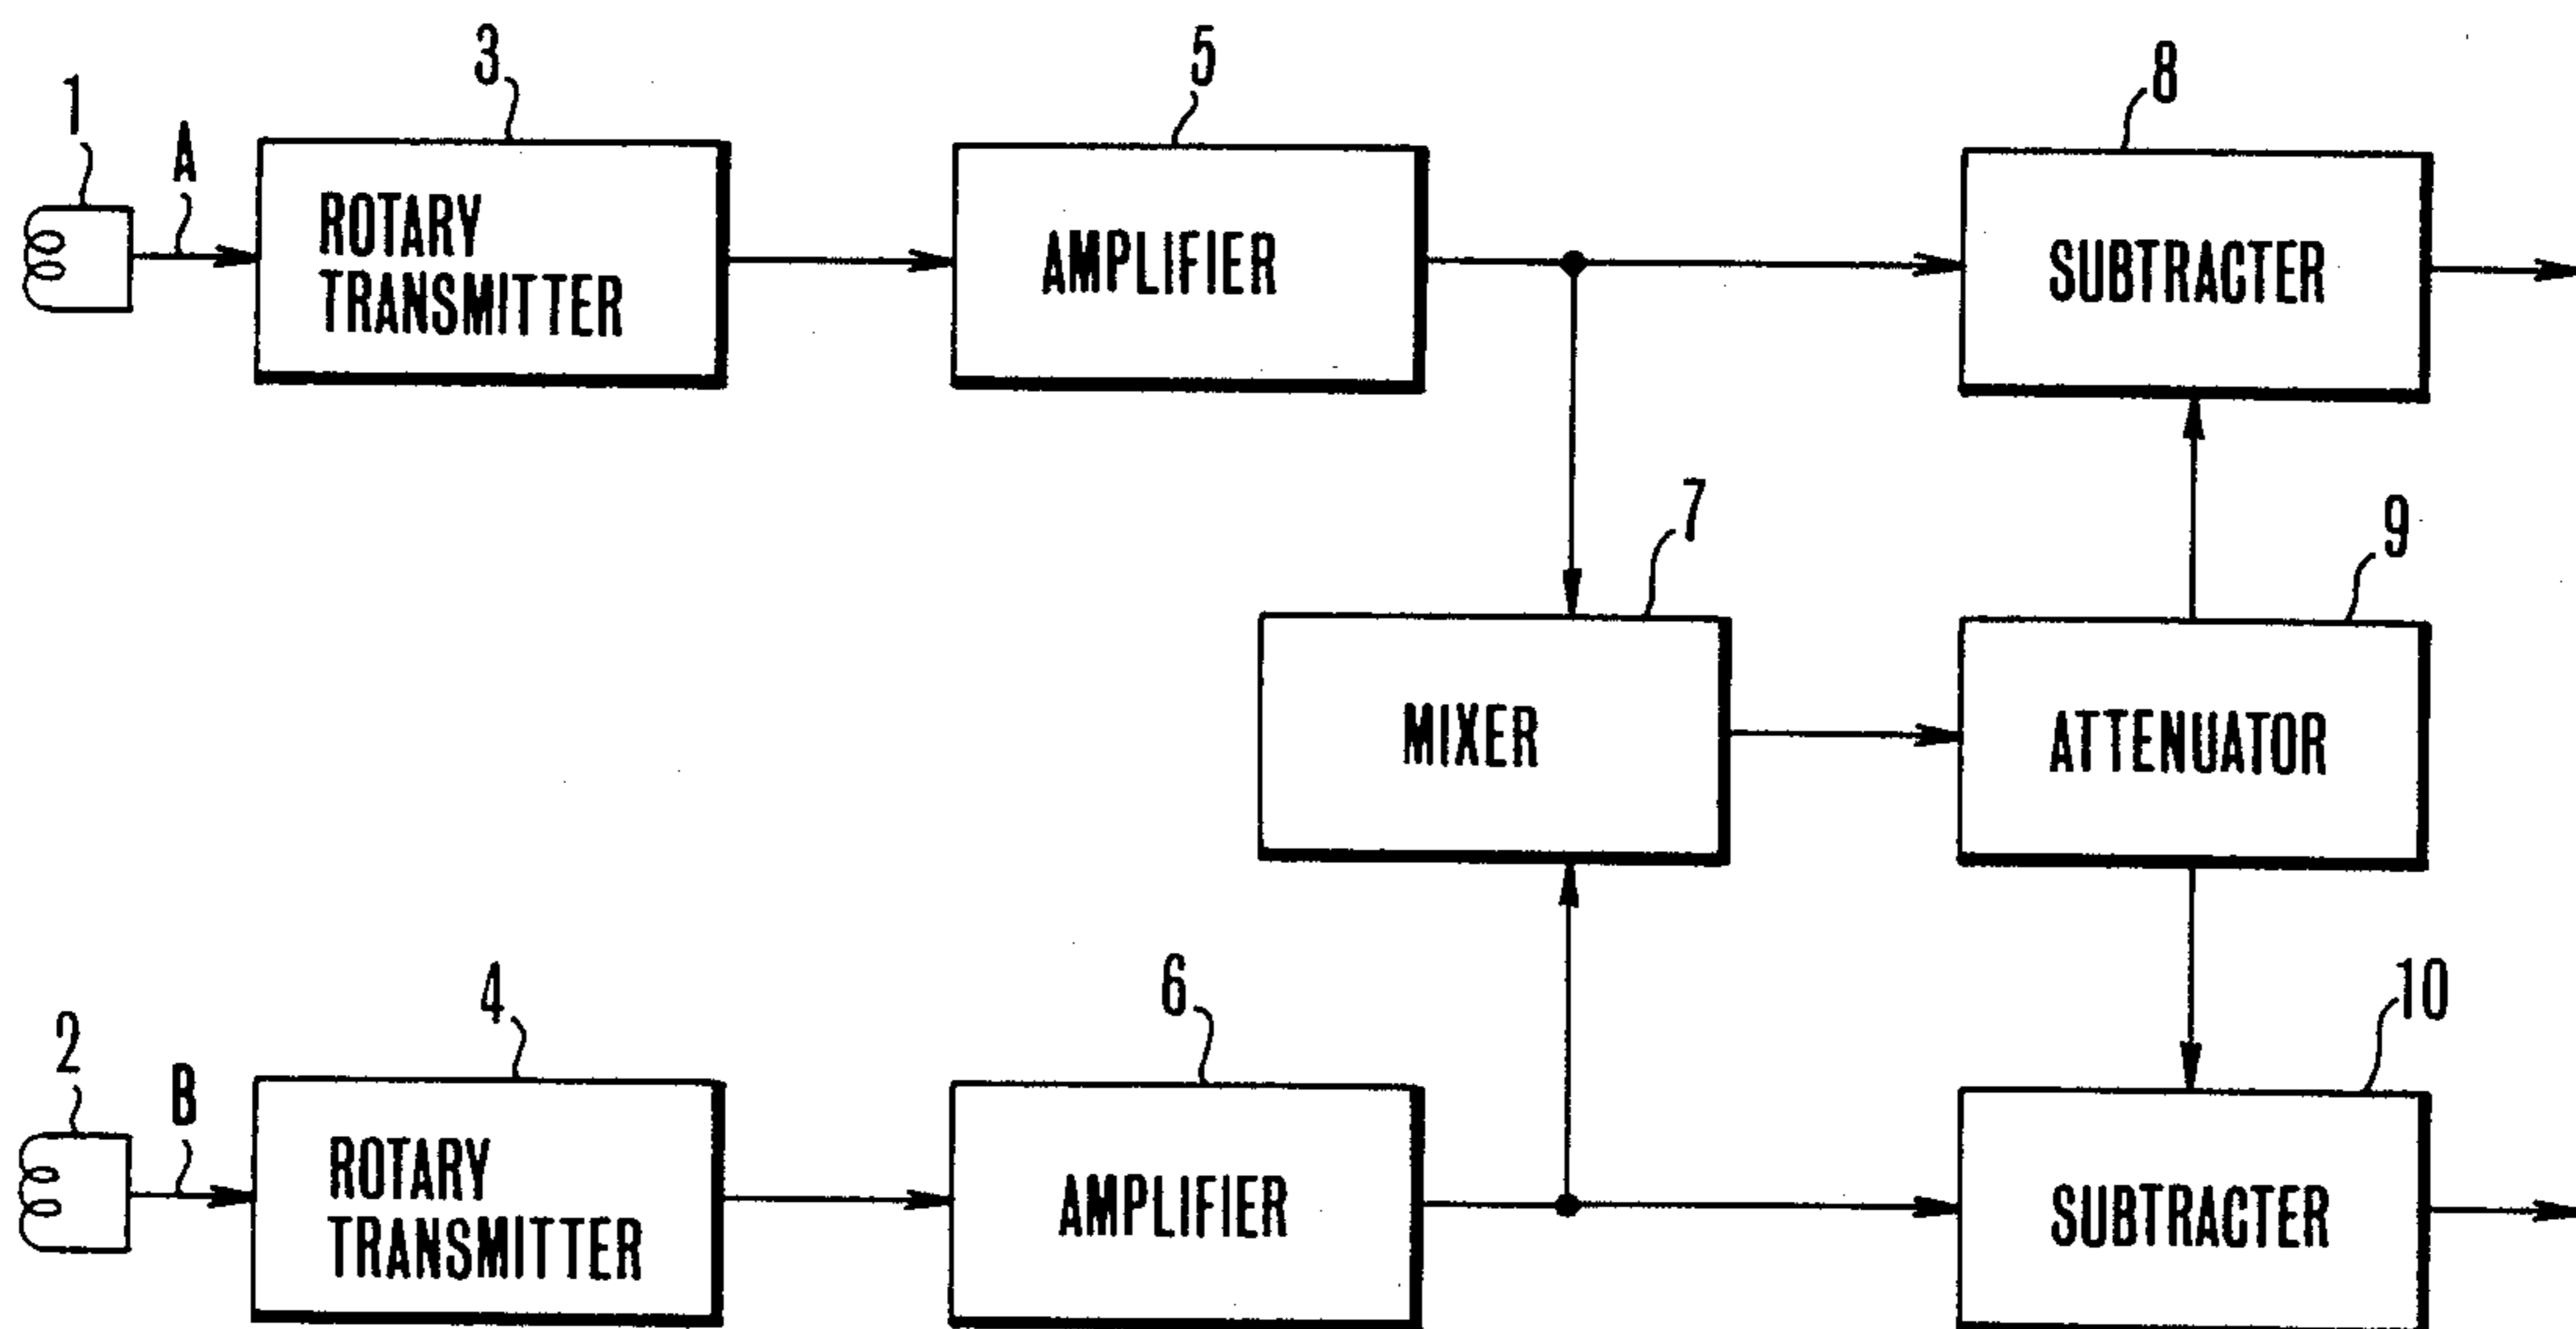 1
A
3
ROTARY
TRANSMITTER
5
AMPLIFIER
8
SUBTRACTER
7
MIXER
9
ATTENUATOR
2
B
4
ROTARY
TRANSMITTER
6
AMPLIFIER
10
SUBTRACTER